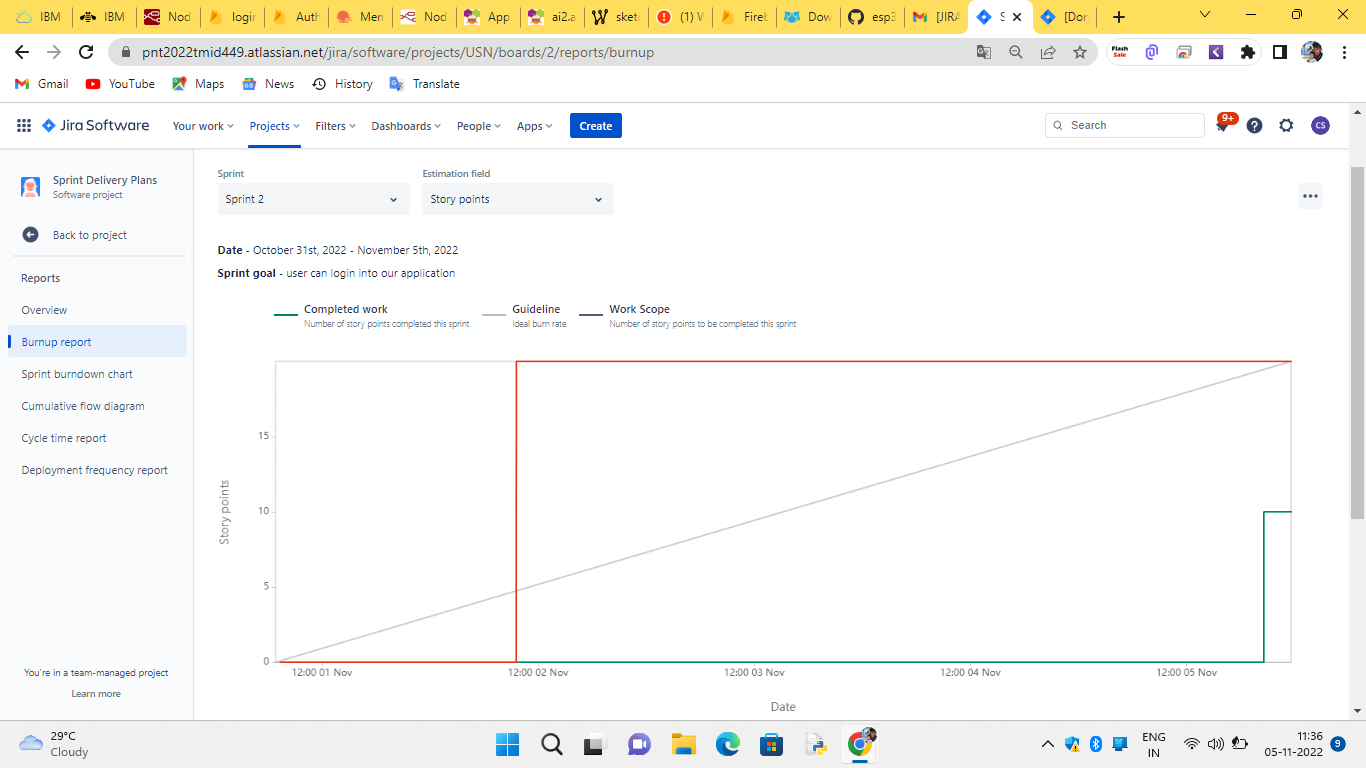 IBM
IBM
Nod
login
Auth
Men
Nod
App
ai2.a
sket
(1) W
Fireb
Dow
esp3
[JIRA
S
[Dor
pnt2022tmid449.atlassian.net/jira/software/projects/USN/boards/2/reports/burnup
Flash Sale
Gmail YouTube Maps News History Translate
Jira Software Your work Projects Filters Dashboards People Apps Create Search 9+ CS
Sprint Delivery Plans
Software project
Back to project
Reports
Overview
Burnup report
Sprint burndown chart
Cumulative flow diagram
Cycle time report
Deployment frequency report
You're in a team-managed project
Learn more
Sprint Estimation field
Sprint 2 Story points
Date - October 31st, 2022 - November 5th, 2022
Sprint goal - user can login into our application
Completed work Guideline Work Scope
Number of story points completed this sprint Ideal burn rate Number of story points to be completed this sprint
15
10
5
0
Story points
12:00 01 Nov 12:00 02 Nov 12:00 03 Nov 12:00 04 Nov 12:00 05 Nov
Date
29°C
Cloudy
ENG
IN
11:36
05-11-2022
9